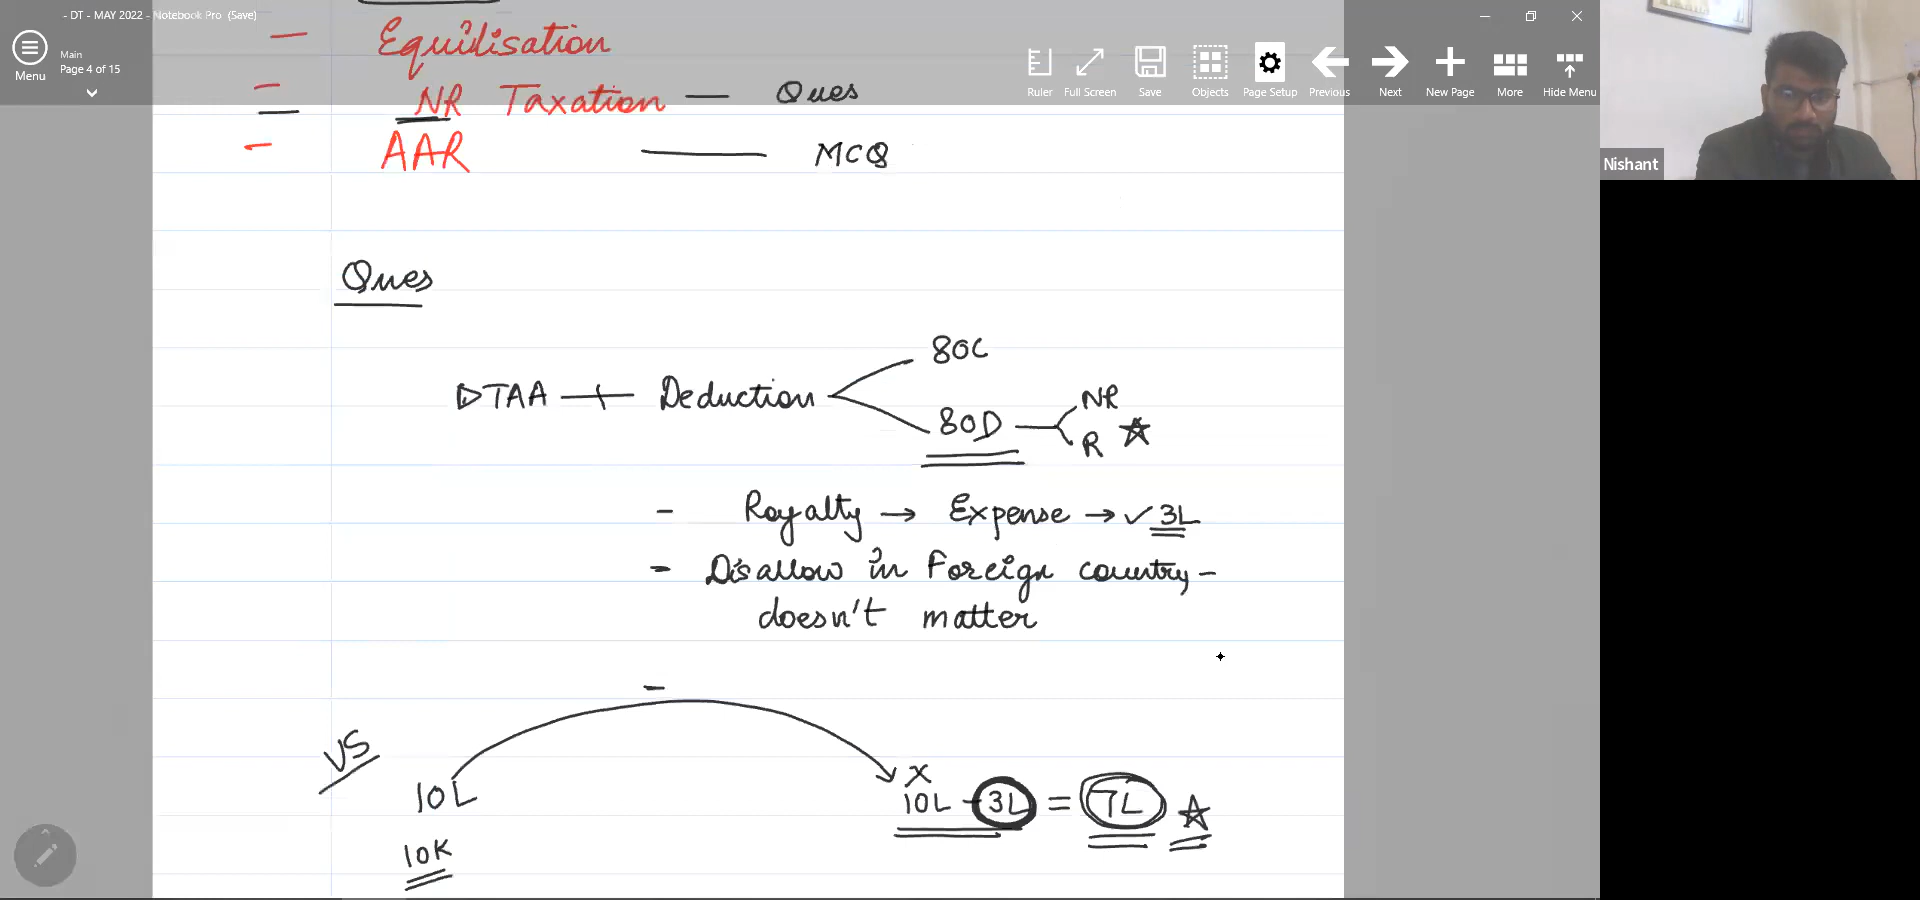 - DT - MAY 2022 - Notebook Pro (Save)
Menu
Main
Page 4 of 15
Ruler
Full Screen
Save
Objects
Page Setup
Previous
Next
New Page
More
Hide Menu
Nishant
- Equilisation
- NR Taxation — Ques
- AAR — MCQ
Ques
DTAA + Deduction
80C
80D
NR
R ☆
- Royalty → Expense → ✓ 3L
- Disallow in Foreign country -
doesn't matter
-
VS
10L
X
10L - 3L = 7L ☆
10K